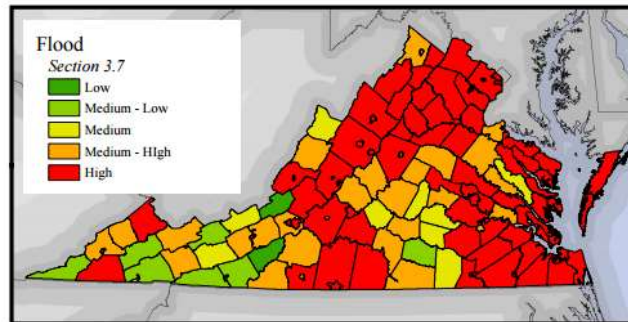 Flood
Section 3.7
Low
Medium - Low
Medium
Medium - HIgh
High